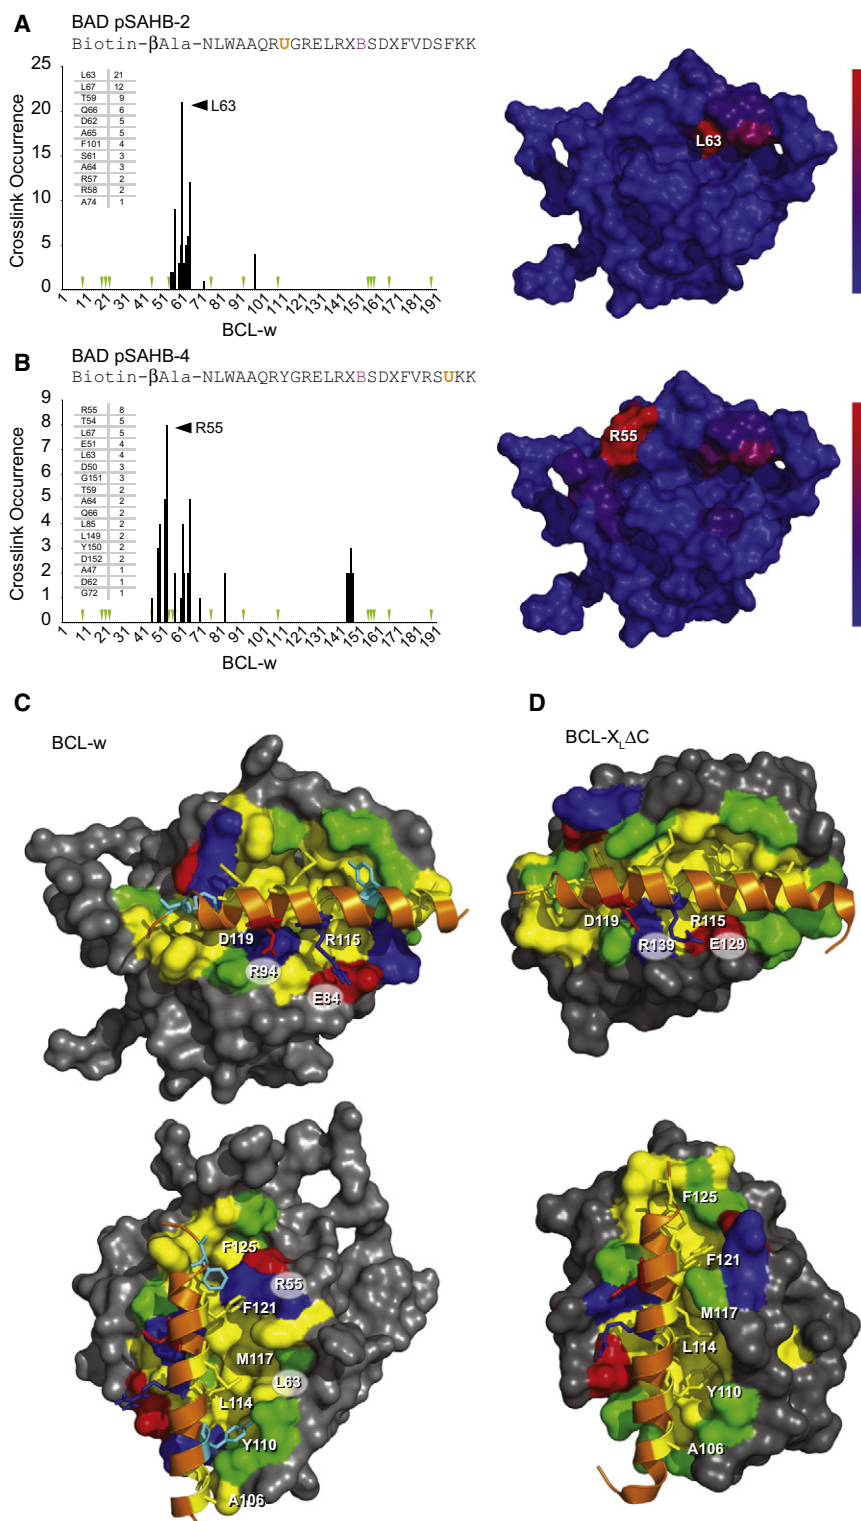 A
BAD pSAHB-2
Biotin-βAla-NLWAAQRUGRELRXBSDXFVDSFKK
25
20
15
10
5
0
Crosslink Occurrence
L63 21
L67 12
T59 9
Q66 6
D62 5
A65 5
F101 4
S61 3
A64 3
R57 2
R58 2
A74 1
L63
1 11 21 31 41 51 61 71 81 91 101 111 121 131 141 151 161 171 181 191
BCL-w
L63
B
BAD pSAHB-4
Biotin-βAla-NLWAAQRYGRELRXBSDXFVRSUKK
9
8
7
6
5
4
3
2
1
0
Crosslink Occurrence
R55 8
T54 5
L67 5
E51 4
L63 4
D50 3
G151 3
T59 2
A64 2
Q66 2
L85 2
L149 2
Y150 2
D152 2
A47 1
D62 1
G72 1
R55
1 11 21 31 41 51 61 71 81 91 101 111 121 131 141 151 161 171 181 191
BCL-w
R55
C
BCL-w
D119
R115
R94
E84
F125
R55
F121
M117
L63
L114
Y110
A106
D
BCL-XLΔC
D119
R115
R139
E129
F125
F121
M117
L114
Y110
A106